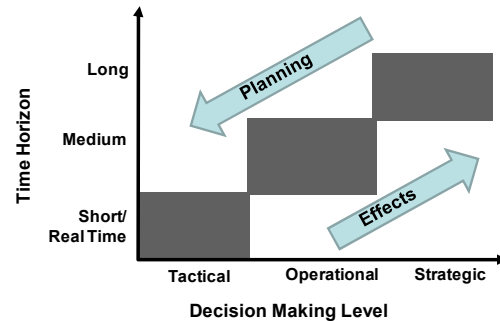 Time Horizon
Long
Medium
Short/
Real Time
Planning
Effects
Tactical
Operational
Strategic
Decision Making Level